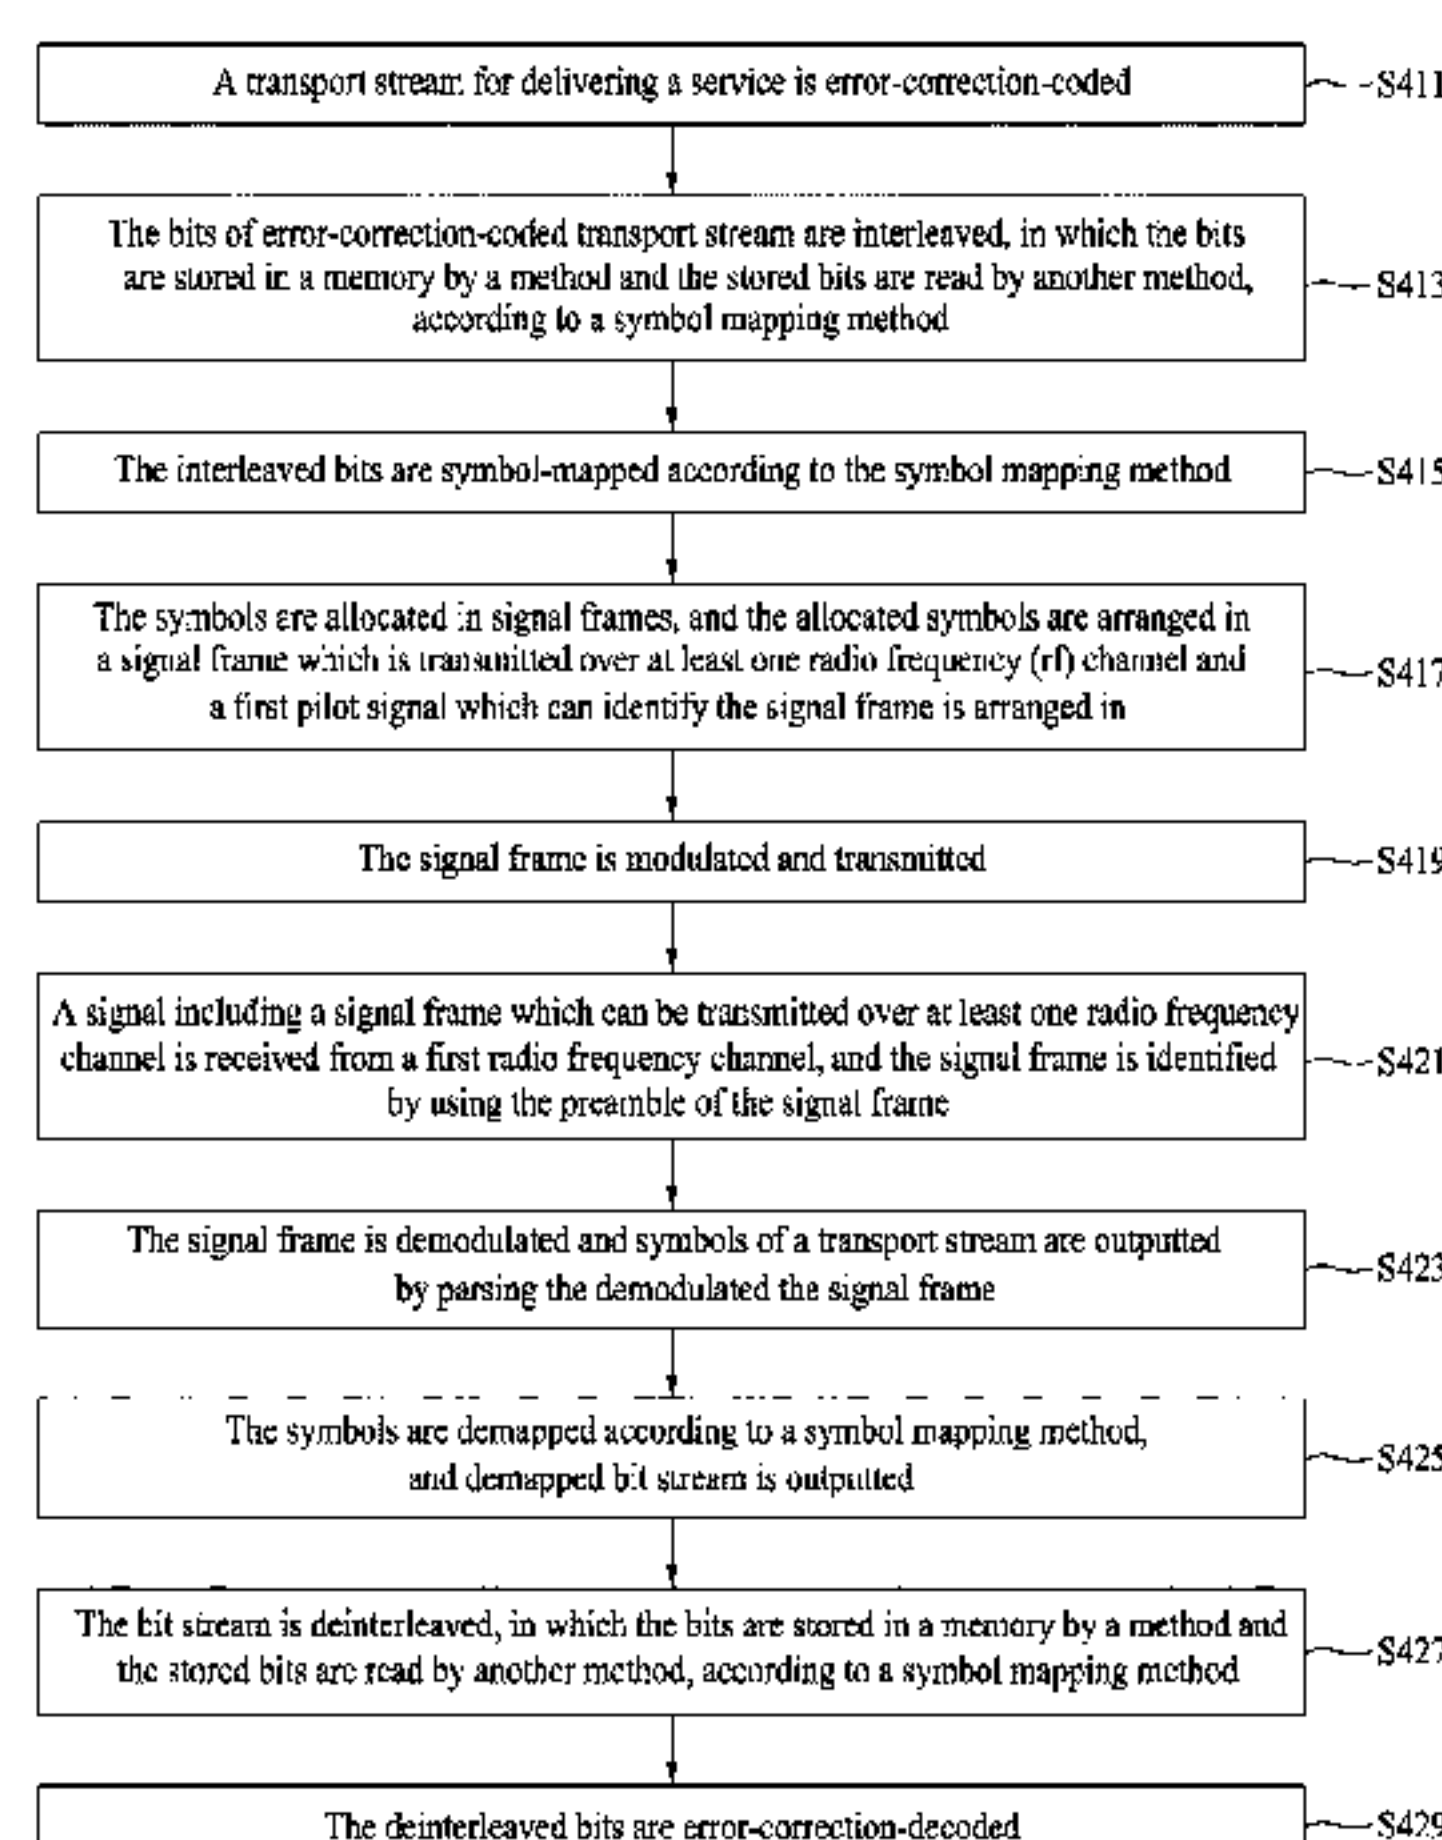 A transport stream for delivering a service is error-correction-coded
S411
The bits of error-correction-coded transport stream are interleaved, in which the bits
are stored in a memory by a method and the stored bits are read by another method,
according to a symbol mapping method
S413
The interleaved bits are symbol-mapped according to the symbol mapping method
S415
The symbols are allocated in signal frames, and the allocated symbols are arranged in
a signal frame which is transmitted over at least one radio frequency (rf) channel and
a first pilot signal which can identify the signal frame is arranged in
S417
The signal frame is modulated and transmitted
S419
A signal including a signal frame which can be transmitted over at least one radio frequency
channel is received from a first radio frequency channel, and the signal frame is identified
by using the preamble of the signal frame
S421
The signal frame is demodulated and symbols of a transport stream are outputted
by parsing the demodulated the signal frame
S423
The symbols are demapped according to a symbol mapping method,
and demapped bit stream is outputted
S425
The bit stream is deinterleaved, in which the bits are stored in a memory by a method and
the stored bits are read by another method, according to a symbol mapping method
S427
The deinterleaved bits are error-correction-decoded
S429